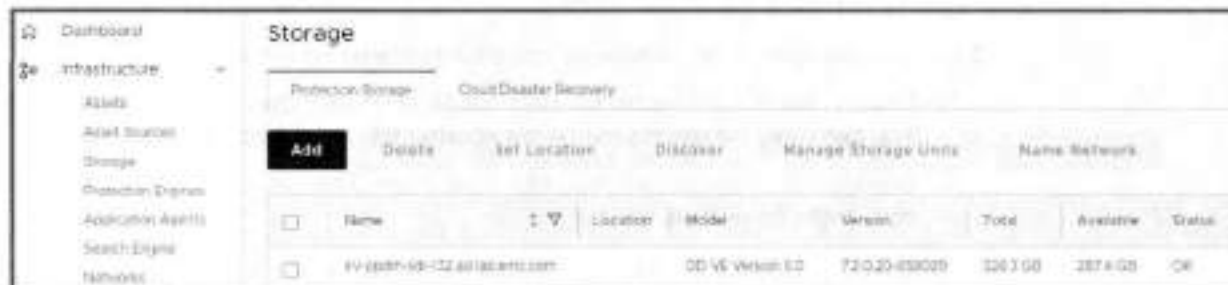 Dashboard
Storage
Infrastructure
Protection Storage Cloud Disaster Recovery
Assets
Asset Sources
Add Delete Set Location Discover Manage Storage Units Name Network
Storage
Protection Engines
Application Agents
Name Location Model Version Total Available Status
Search Engine
DD VE Version 5.0 GB GB OK
Networks